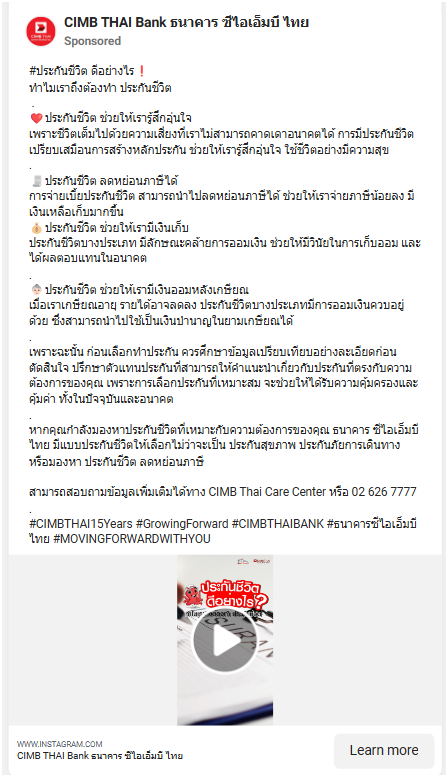 CIMB THAI Bank ธนาคาร ซีไอเอ็มบี ไทย
Sponsored
#ประกันชีวิต ดีอย่างไร❗
ทำไมเราถึงต้องทำ ประกันชีวิต
.
❤️ประกันชีวิต ช่วยให้เรารู้สึกอุ่นใจ
เพราะชีวิตเต็มไปด้วยความเสี่ยงที่เราไม่สามารถคาดเดาอนาคตได้ การมีประกันชีวิต
เปรียบเสมือนการสร้างหลักประกัน ช่วยให้เรารู้สึกอุ่นใจ ใช้ชีวิตอย่างมีความสุข
.
🧾ประกันชีวิต ลดหย่อนภาษีได้
การจ่ายเบี้ยประกันชีวิต สามารถนำไปลดหย่อนภาษีได้ ช่วยให้เราจ่ายภาษีน้อยลง มี
เงินเหลือเก็บมากขึ้น
💰ประกันชีวิต ช่วยให้เรามีเงินเก็บ
ประกันชีวิตบางประเภท มีลักษณะคล้ายการออมเงิน ช่วยให้มีวินัยในการเก็บออม และ
ได้ผลตอบแทนในอนาคต
.
👵🏻ประกันชีวิต ช่วยให้เรามีเงินออมหลังเกษียณ
เมื่อเราเกษียณอายุ รายได้อาจลดลง ประกันชีวิตบางประเภทมีการออมเงินควบอยู่
ด้วย ซึ่งสามารถนำไปใช้เป็นเงินบำนาญในยามเกษียณได้
.
เพราะฉะนั้น ก่อนเลือกทำประกัน ควรศึกษาข้อมูลเปรียบเทียบอย่างละเอียดก่อน
ตัดสินใจ ปรึกษาตัวแทนประกันที่สามารถให้คำแนะนำเกี่ยวกับประกันที่ตรงกับความ
ต้องการของคุณ เพราะการเลือกประกันที่เหมาะสม จะช่วยให้ได้รับความคุ้มครองและ
คุ้มค่า ทั้งในปัจจุบันและอนาคต
.
หากคุณกำลังมองหาประกันชีวิตที่เหมาะกับความต้องการของคุณ ธนาคาร ซีไอเอ็มบี
ไทย มีแบบประกันชีวิตให้เลือกไม่ว่าจะเป็น ประกันสุขภาพ ประกันภัยการเดินทาง
หรือมองหา ประกันชีวิต ลดหย่อนภาษี
สามารถสอบถามข้อมูลเพิ่มเติมได้ทาง CIMB Thai Care Center หรือ 02 626 7777
.
#CIMBTHAI15Years #GrowingForward #CIMBTHAIBANK #ธนาคารซีไอเอ็มบี
ไทย #MOVINGFORWARDWITHYOU
ประกันชีวิต
ดีอย่างไร?
WWW.INSTAGRAM.COM
CIMB THAI Bank ธนาคาร ซีไอเอ็มบี ไทย
Learn more